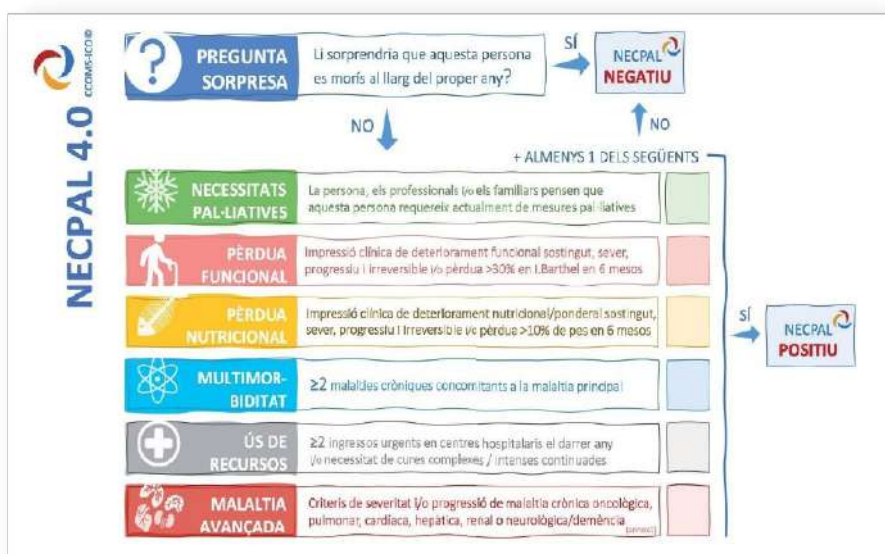 CCOMS-ICO©
NECPAL 4.0
PREGUNTA
SORPRESA
Li sorprendria que aquesta persona
es morís al llarg del proper any?
SÍ
NECPAL
NEGATIU
NO
NO
+ ALMENYS 1 DELS SEGÜENTS
NECESSITATS
PAL·LIATIVES
La persona, els professionals i/o els familiars pensen que
aquesta persona requereix actualment de mesures pal·liatives
PÈRDUA
FUNCIONAL
Impressió clínica de deteriorament funcional sostingut, sever,
progressiu i irreversible i/o pèrdua >30% en I.Barthel en 6 mesos
PÈRDUA
NUTRICIONAL
Impressió clínica de deteriorament nutricional/ponderal sostingut,
sever, progressiu i irreversible i/o pèrdua >10% de pes en 6 mesos
SÍ
NECPAL
POSITIU
MULTIMOR-
BIDITAT
≥2 malalties cròniques concomitants a la malaltia principal
ÚS DE
RECURSOS
≥2 ingressos urgents en centres hospitalaris el darrer any
i/o necessitat de cures complexes / intenses continuades
MALALTIA
AVANÇADA
Criteris de severitat i/o progressió de malaltia crònica oncològica,
pulmonar, cardíaca, hepàtica, renal o neurològica/demència